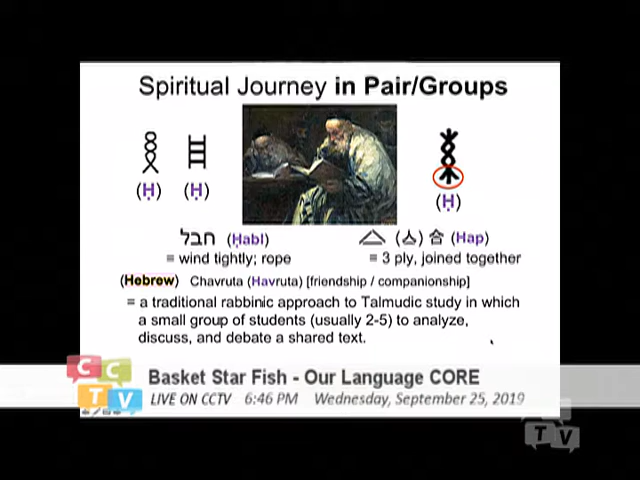 Spiritual Journey in Pair/Groups
(Ḥ) (Ḥ)
(Ḥ)
חבל (Ḥabl)
= wind tightly; rope
(亼) 合 (Hap)
= 3 ply, joined together
(Hebrew) Chavruta (Havruta) [friendship / companionship]
= a traditional rabbinic approach to Talmudic study in which
a small group of students (usually 2-5) to analyze,
discuss, and debate a shared text.
CCTV
Basket Star Fish - Our Language CORE
LIVE ON CCTV 6:46 PM Wednesday, September 25, 2019
TV